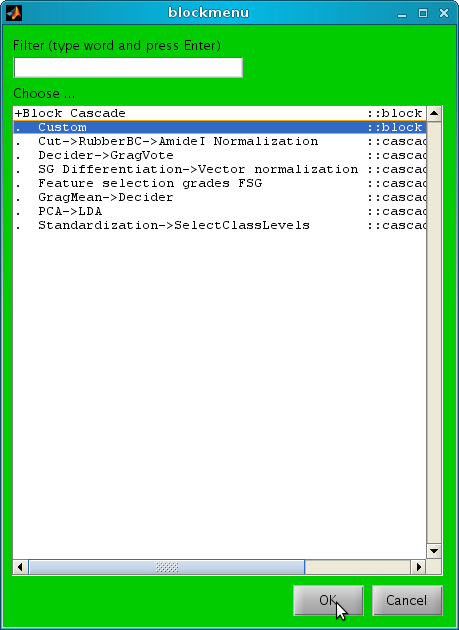 blockmenu
Filter (type word and press Enter)
Choose ...
+Block Cascade ::block
. Custom ::block
. Cut->RubberBC->AmideI Normalization ::cascad
. Decider->GragVote ::cascad
. SG Differentiation->Vector normalization ::cascad
. Feature selection grades FSG ::cascad
. GragMean->Decider ::cascad
. PCA->LDA ::cascad
. Standardization->SelectClassLevels ::cascad
OK Cancel